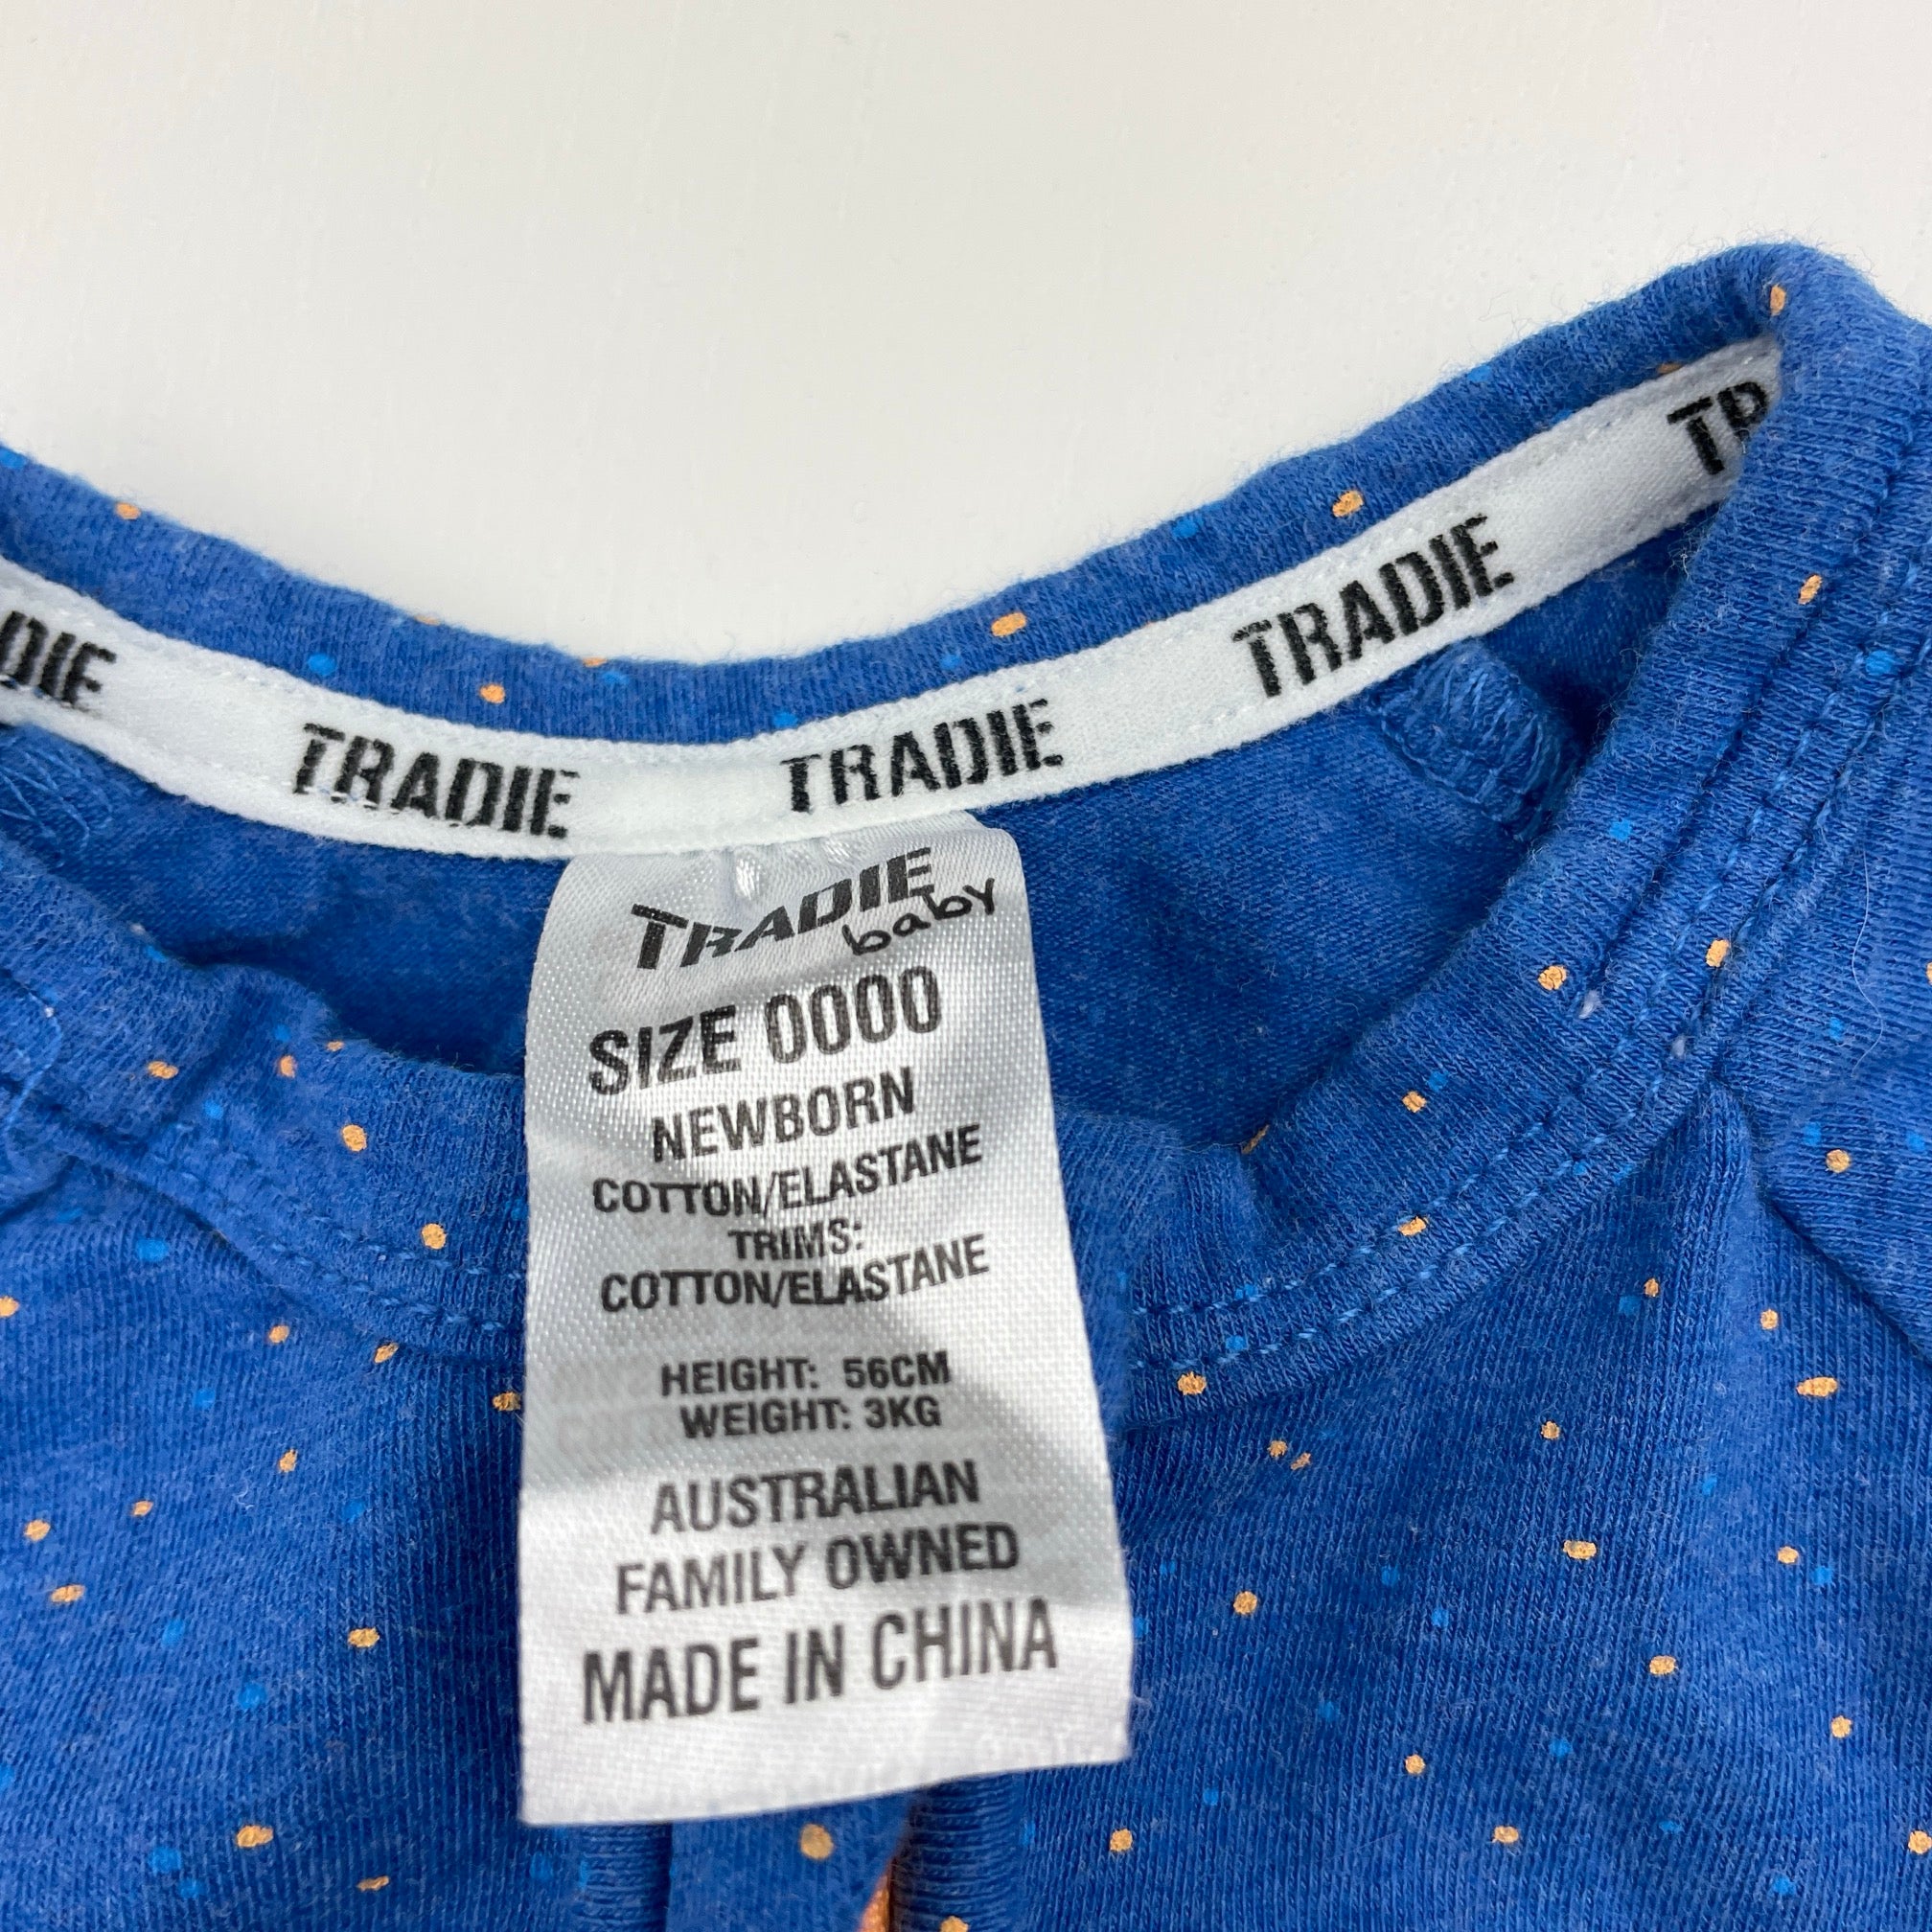 DIE TRADIE TRADIE TRADIE TR
TRADIE
baby
SIZE 0000
NEWBORN
COTTON/ELASTANE
TRIMS:
COTTON/ELASTANE
HEIGHT: 56CM
WEIGHT: 3KG
AUSTRALIAN
FAMILY OWNED
MADE IN CHINA